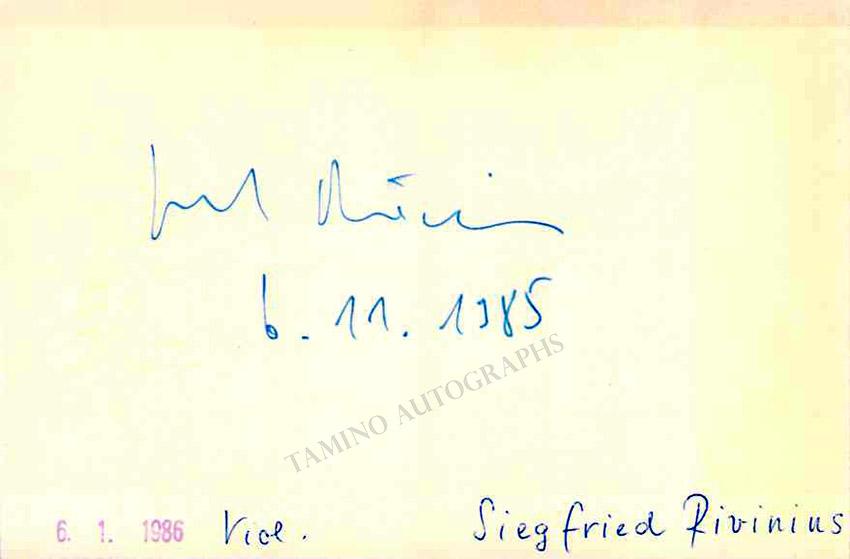 6. 11. 1985
TAMINO AUTOGRAPHS
6. 1. 1986 Siegfried Rivinius